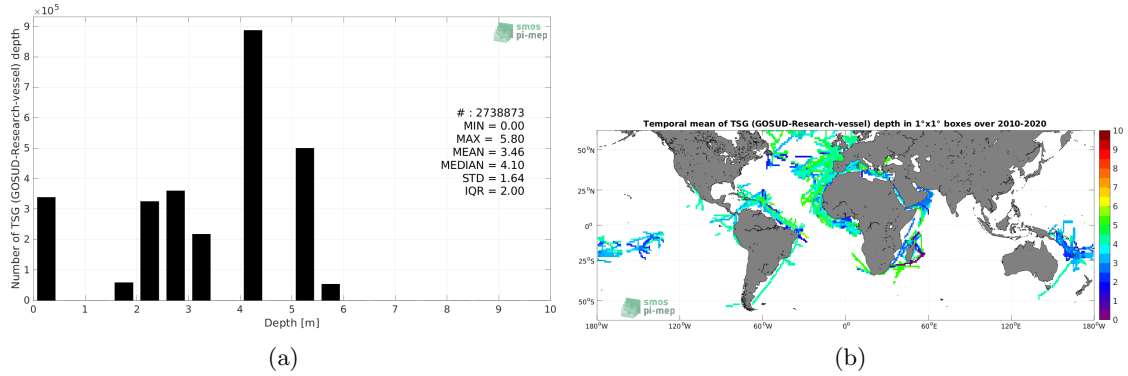 ×10⁵
9
8
7
6
5
4
3
2
1
0
Number of TSG (GOSUD-Research-vessel) depth
smos
pi-mep
# : 2738873
MIN = 0.00
MAX = 5.80
MEAN = 3.46
MEDIAN = 4.10
STD = 1.64
IQR = 2.00
0 1 2 3 4 5 6 7 8 9 10
Depth [m]
(a)
Temporal mean of TSG (GOSUD-Research-vessel) depth in 1°x1° boxes over 2010-2020
50°N
25°N
0°
25°S
50°S
smos
pi-mep
180°W 120°W 60°W 0° 60°E 120°E 180°E
10
9
8
7
6
5
4
3
2
1
0
(b)